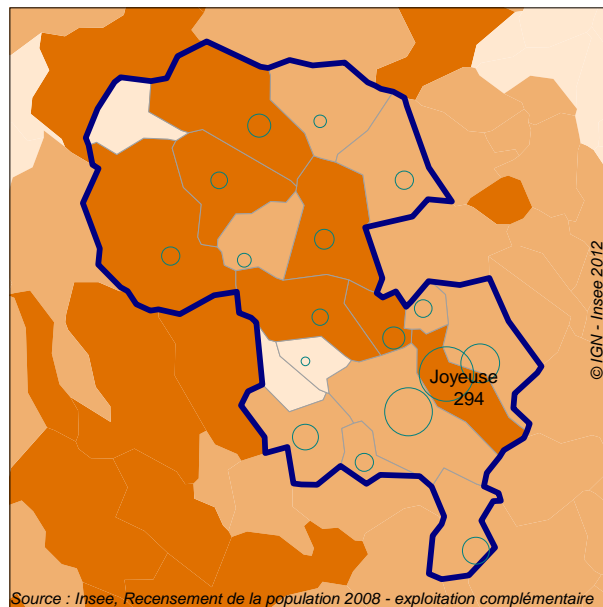 © IGN - Insee 2012
Joyeuse
294
Source : Insee, Recensement de la population 2008 - exploitation complémentaire